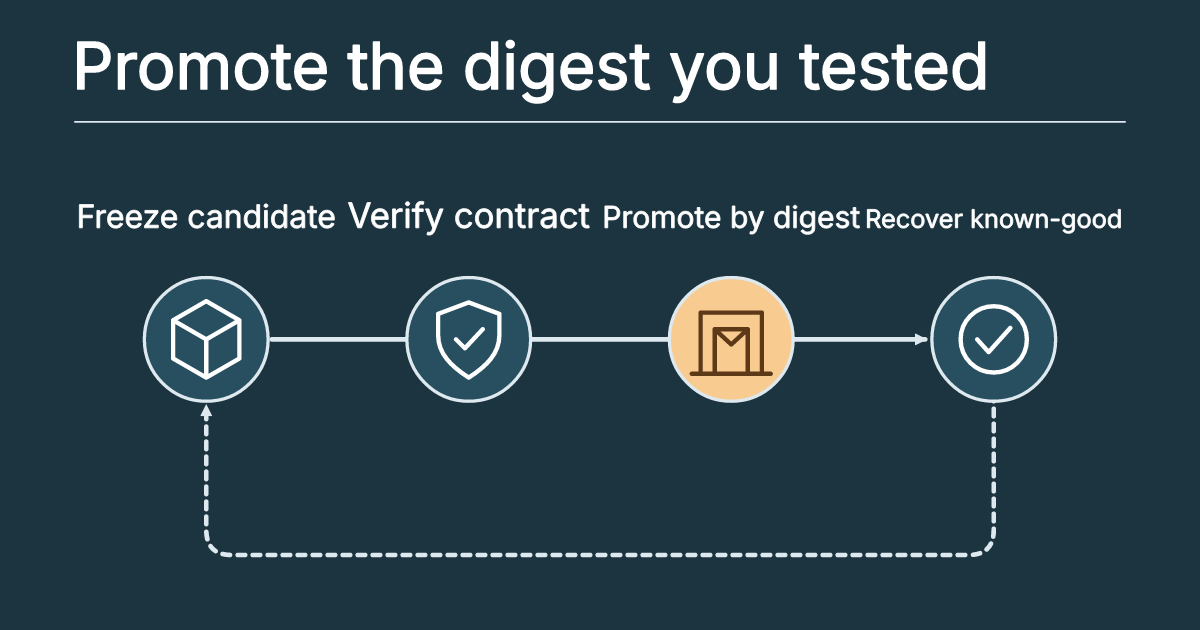 Promote the digest you tested
Freeze candidate Verify contract Promote by digest Recover known-good